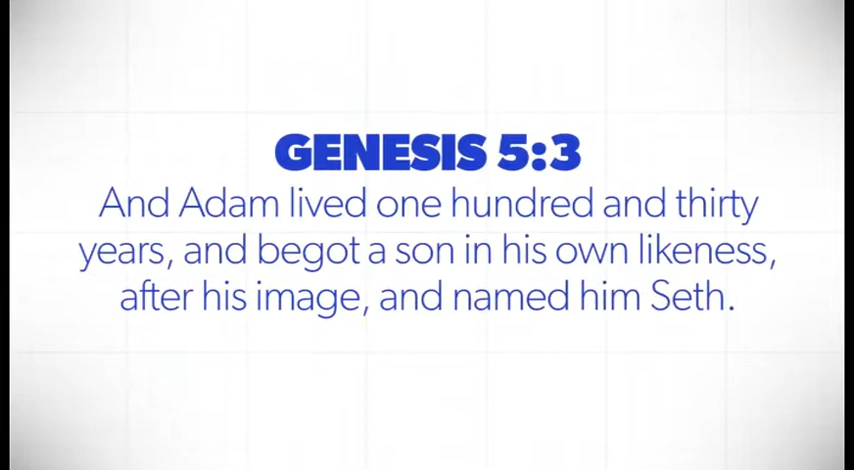 GENESIS 5:3
And Adam lived one hundred and thirty
years, and begot a son in his own likeness,
after his image, and named him Seth.